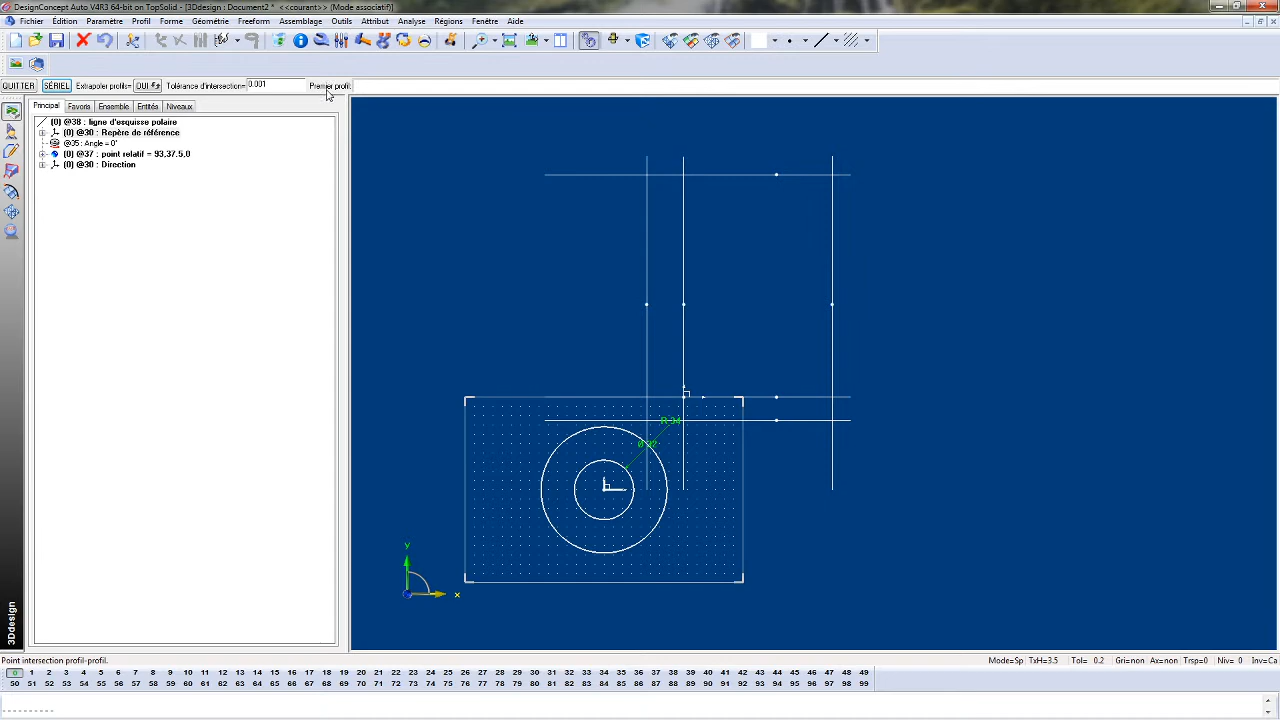 DesignConcept Auto V4R3 64-bit on TopSolid - [3Ddesign : Document2 *  <<courant>> (Mode associatif)]
Fichier Édition Paramètre Profil Forme Géométrie Freeform Assemblage Outils Attribut Analyse Régions Fenêtre Aide
QUITTER SÉRIEL Extrapoler profils= OUI Tolérance d'intersection= 0.001 Premier profil:
Principal Favoris Ensemble Entités Niveaux
(0) @38 : ligne d'esquisse polaire
(0) @30 : Repère de référence
@35 : Angle = 0°
(0) @37 : point relatif = 93,37.5,0
(0) @30 : Direction
R 34
Ø 32
y
x
3Ddesign
Point intersection profil-profil.
Mode=Sp TxH=3.5 Tol= 0.2 Gri=non Ax=non Trsp=0 Niv= 0 Inv=Ca
0 1 2 3 4 5 6 7 8 9 10 11 12 13 14 15 16 17 18 19 20 21 22 23 24 25 26 27 28 29 30 31 32 33 34 35 36 37 38 39 40 41 42 43 44 45 46 47 48 49
50 51 52 53 54 55 56 57 58 59 60 61 62 63 64 65 66 67 68 69 70 71 72 73 74 75 76 77 78 79 80 81 82 83 84 85 86 87 88 89 90 91 92 93 94 95 96 97 98 99
----------